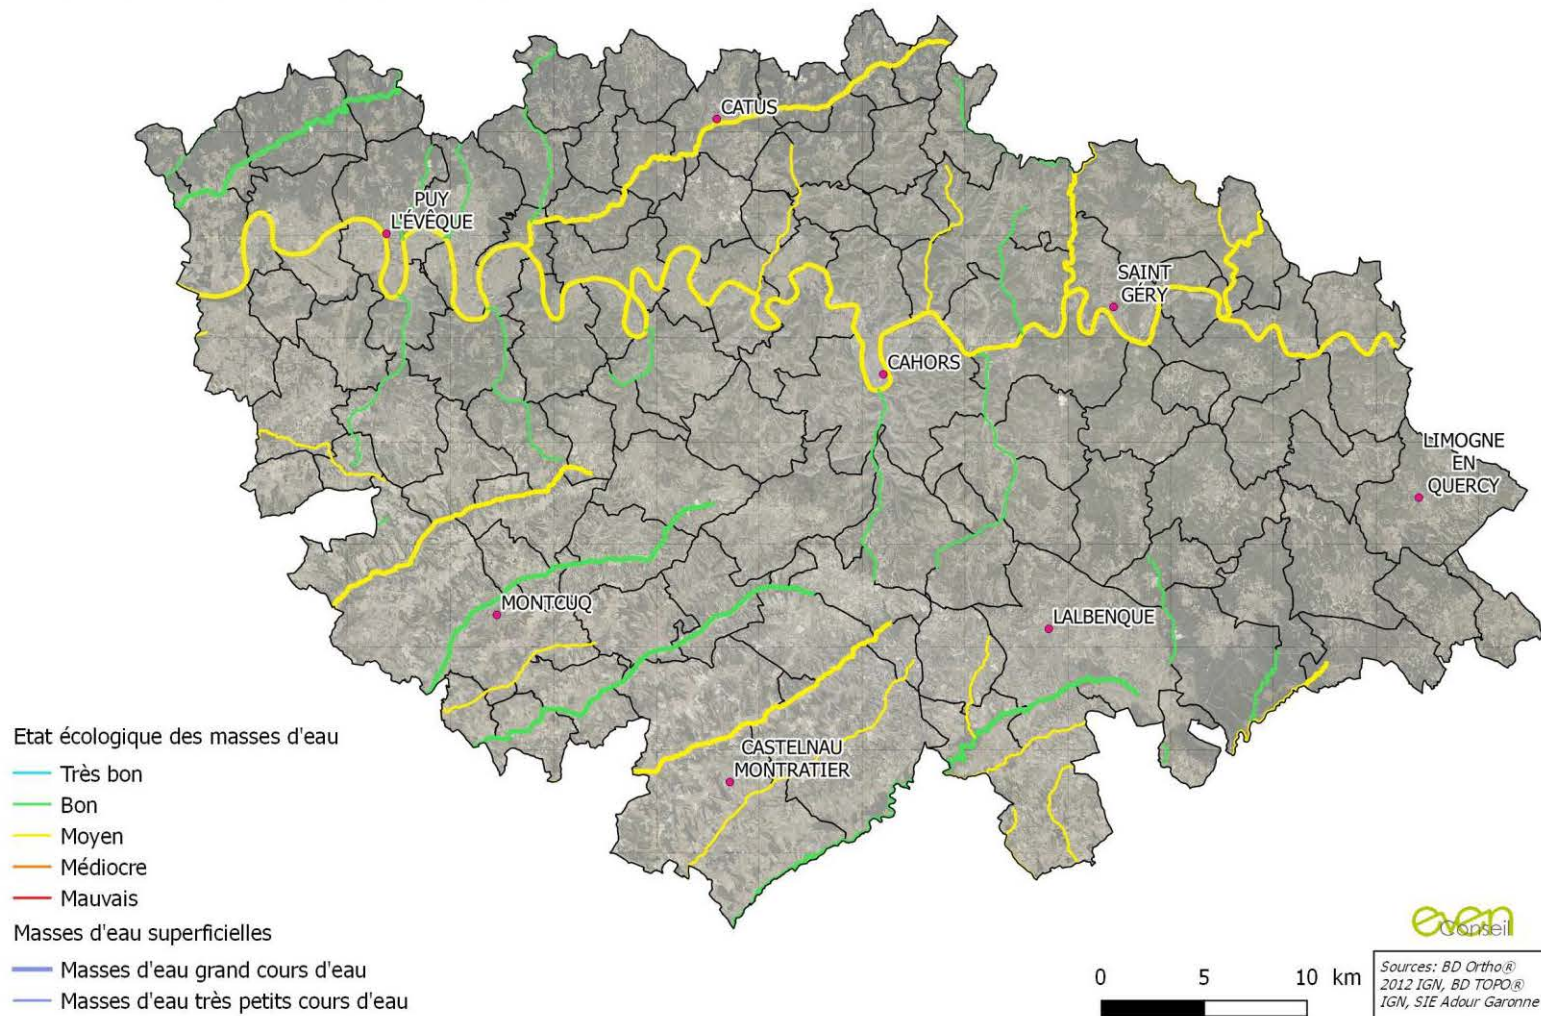 CATUS
PUY
L'ÉVÊQUE
SAINT
GÉRY
CAHORS
LIMOGNE
EN
QUERCY
MONTCUQ
LALBENQUE
CASTELNAU
MONTRATIER
Etat écologique des masses d'eau
Très bon
Bon
Moyen
Médiocre
Mauvais
Masses d'eau superficielles
Masses d'eau grand cours d'eau
Masses d'eau très petits cours d'eau
even
Conseil
0 5 10 km
Sources: BD Ortho®
2012 IGN, BD TOPO®
IGN, SIE Adour Garonne